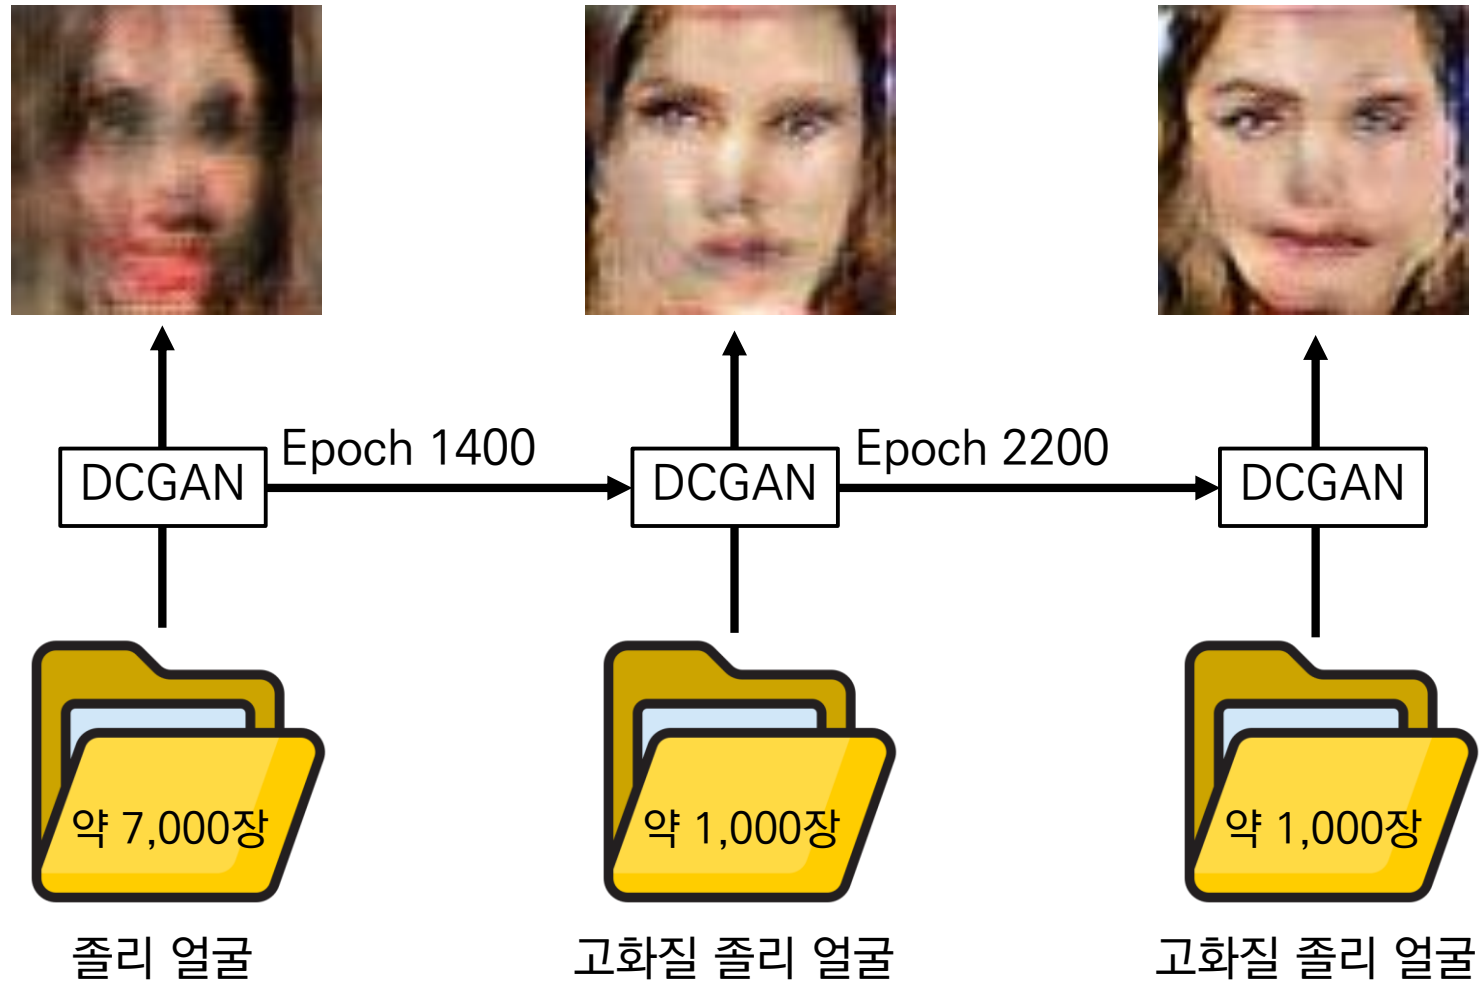 Epoch 1400
Epoch 2200
DCGAN
DCGAN
DCGAN
약 7,000장
약 1,000장
약 1,000장
졸리 얼굴
고화질 졸리 얼굴
고화질 졸리 얼굴